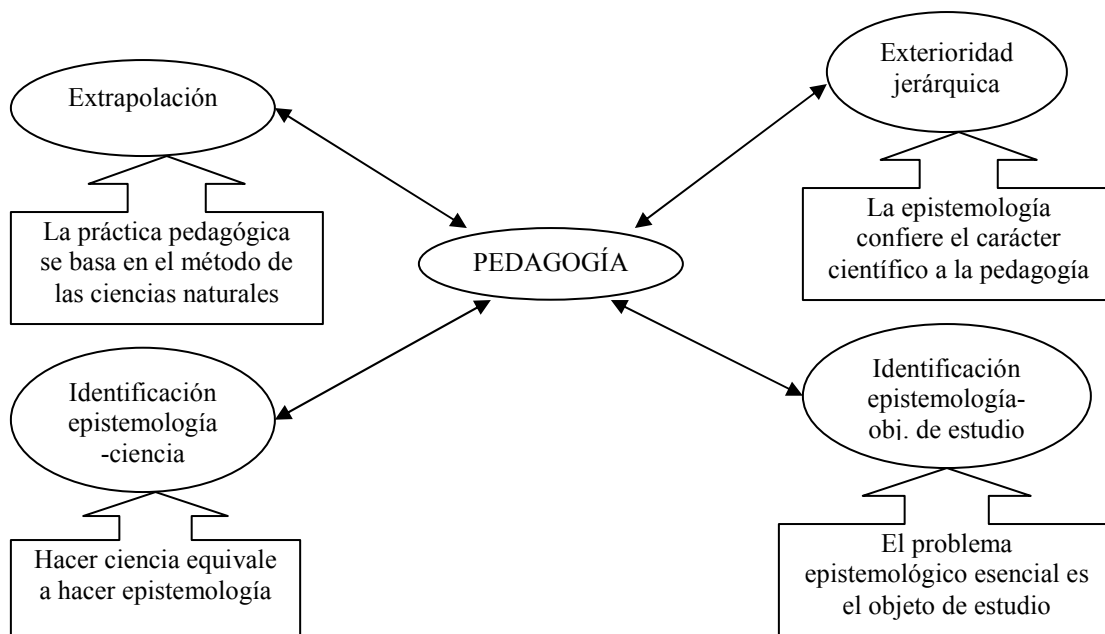 Extrapolación
La práctica pedagógica
se basa en el método de
las ciencias naturales
Exterioridad
jerárquica
La epistemología
confiere el carácter
científico a la pedagogía
PEDAGOGÍA
Identificación
epistemología
-ciencia
Hacer ciencia equivale
a hacer epistemología
Identificación
epistemología-
obj. de estudio
El problema
epistemológico esencial es
el objeto de estudio